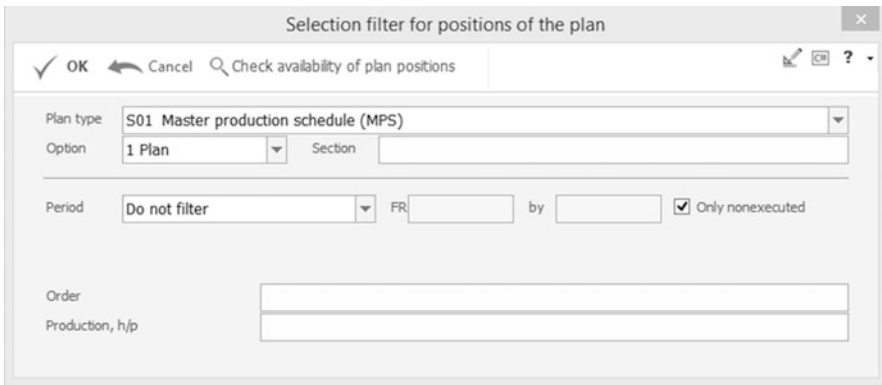 Selection filter for positions of the plan
OK Cancel Check availability of plan positions C# ?
Plan type S01 Master production schedule (MPS)
Option 1 Plan Section
Period Do not filter FR by Only nonexecuted
Order
Production, h/p